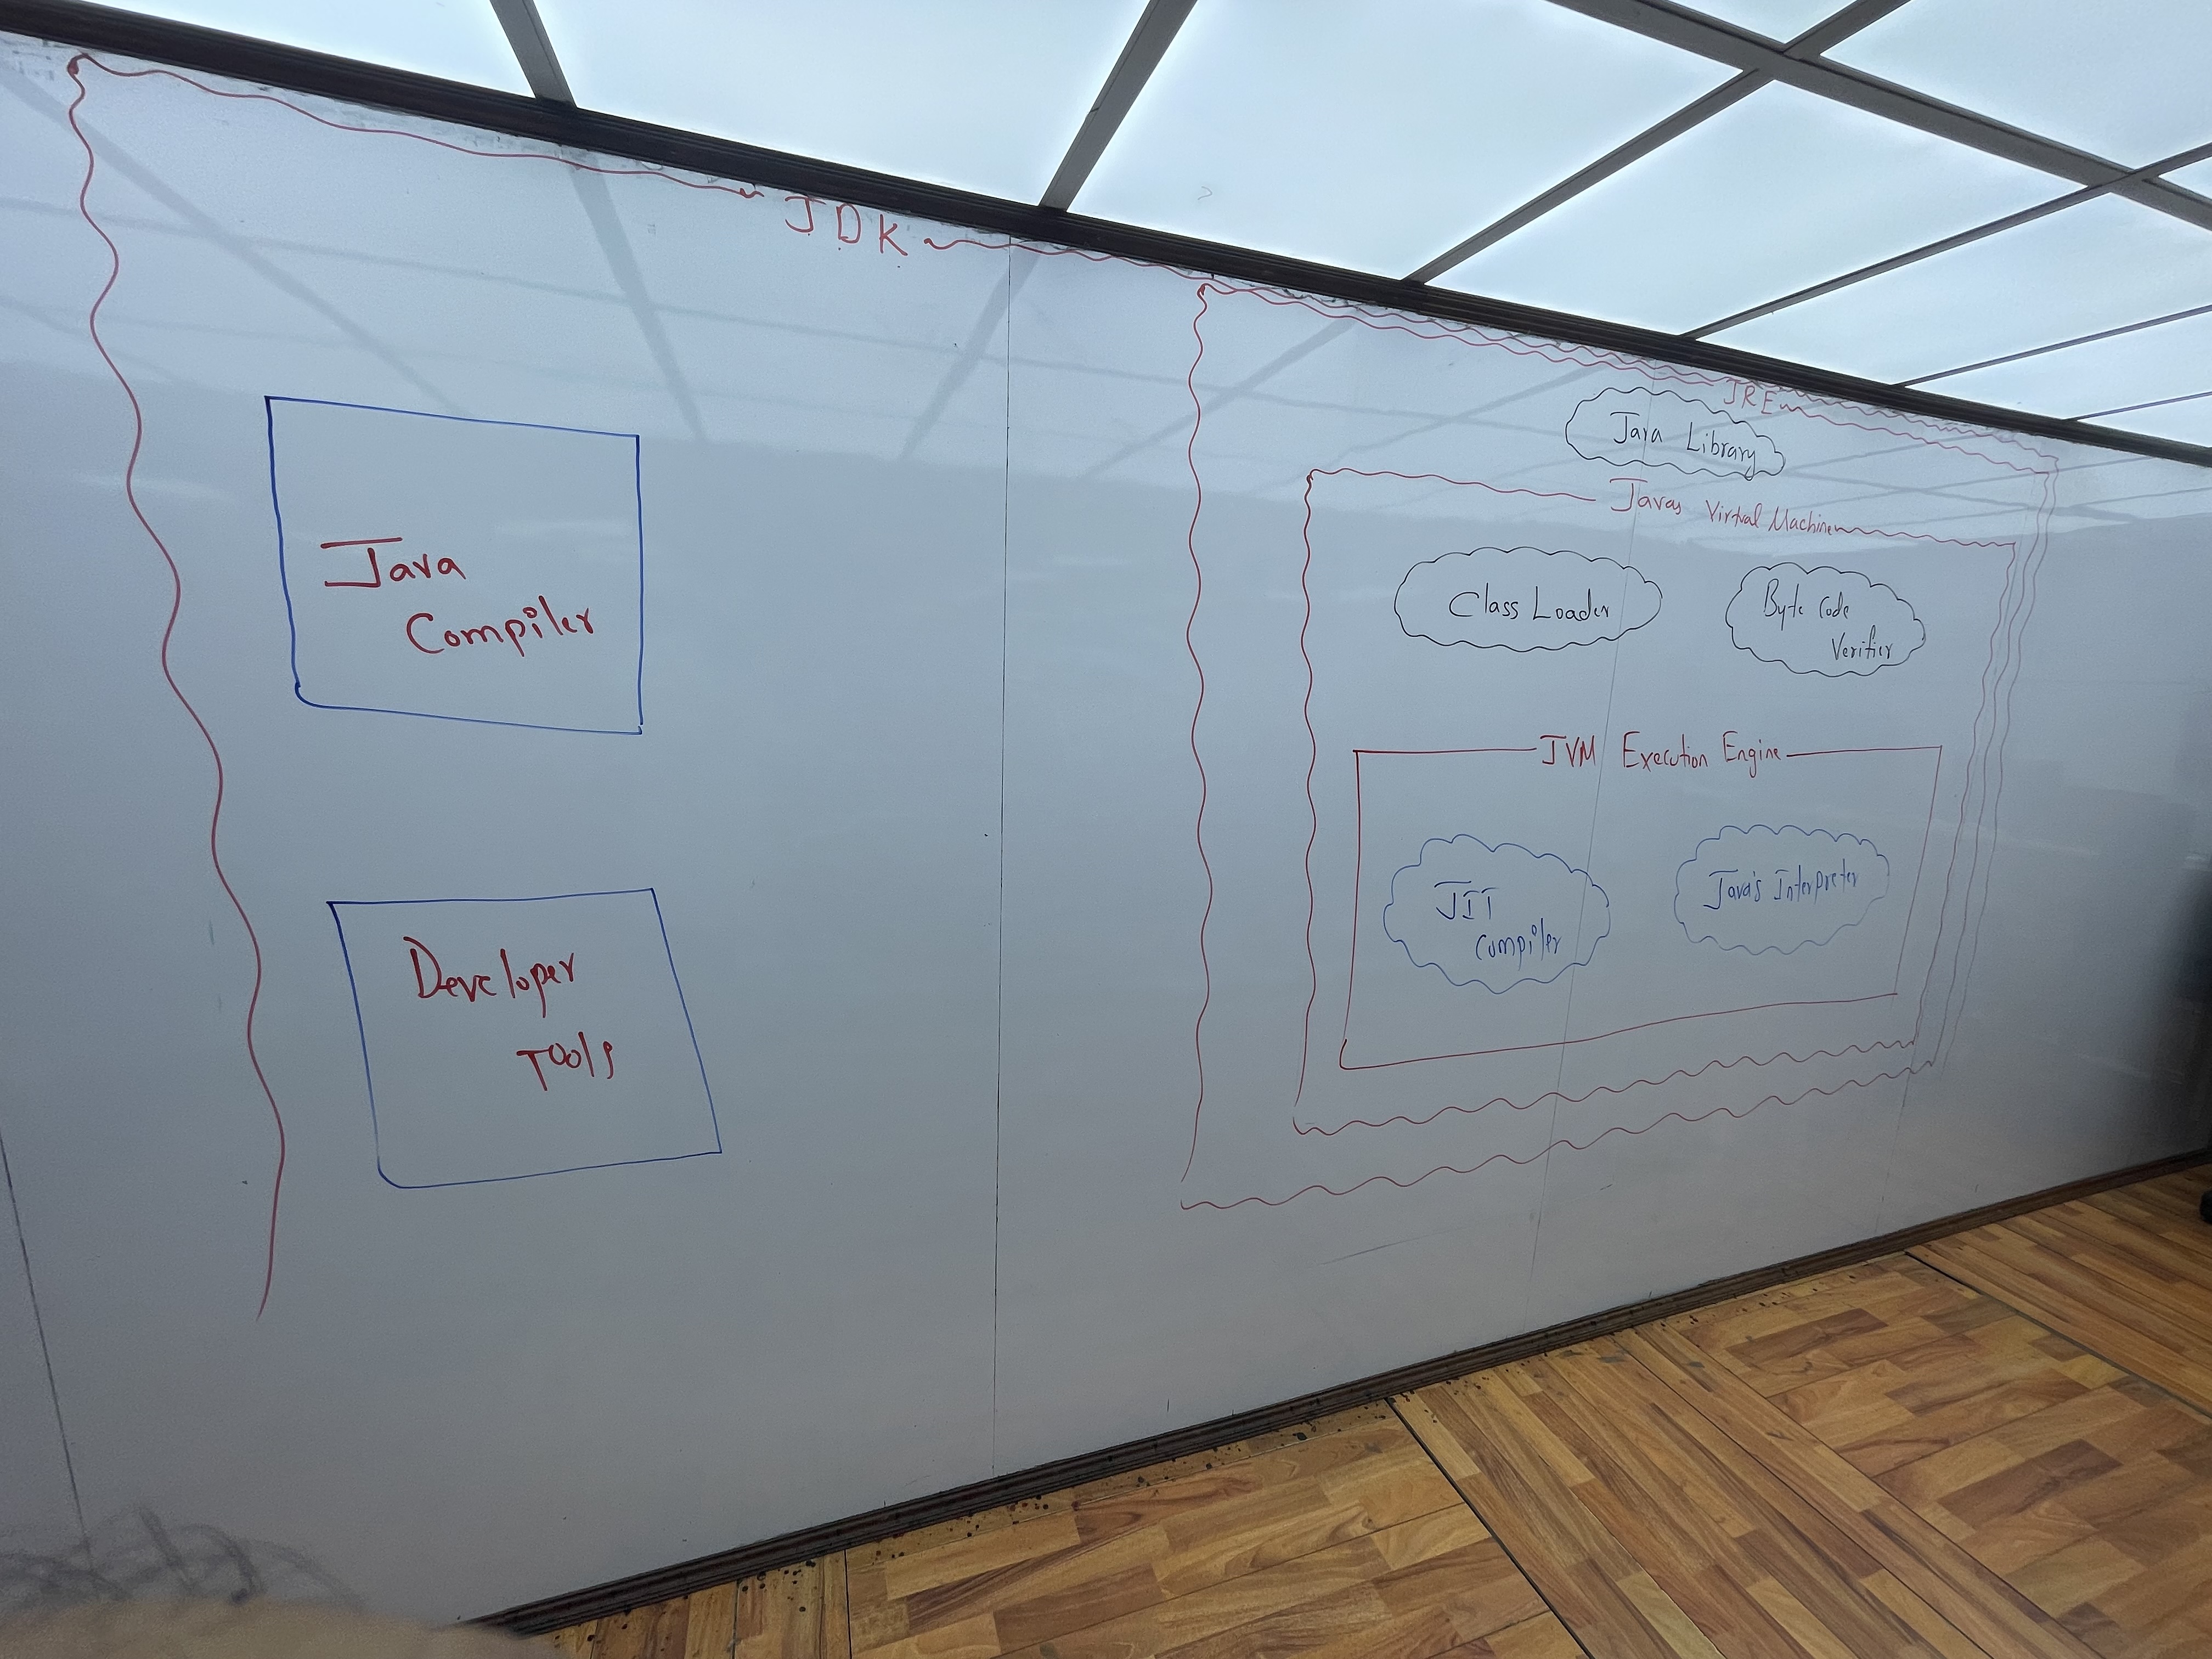 JDK
JRE
Java Library
Javas Virtual Machine
Class Loader
Byte Code
Verifier
Java
Compiler
JVM Execution Engine
JIT
Compiler
Java's Interpreter
Developer
Tools